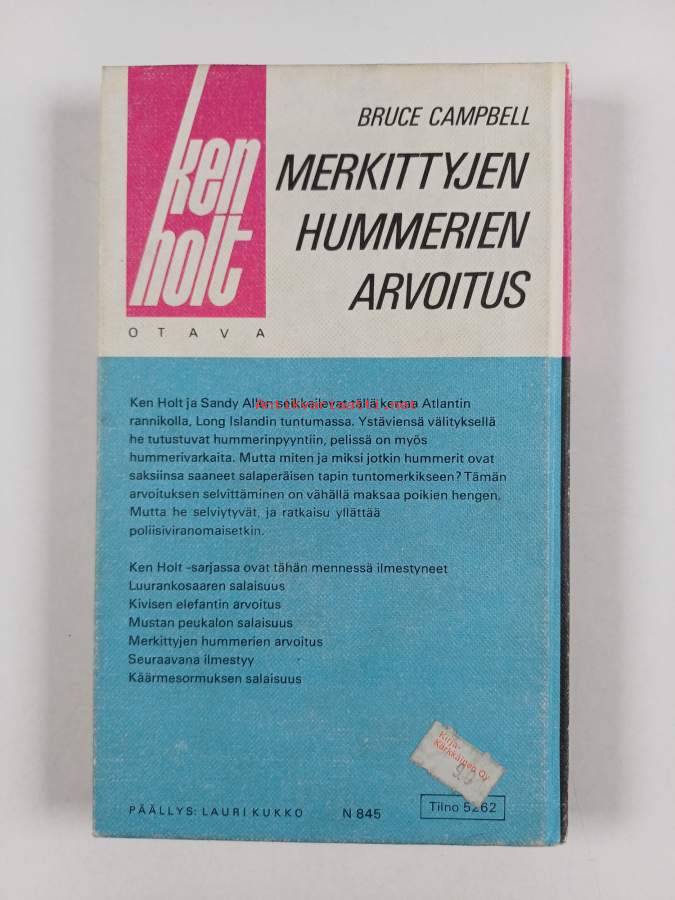 ken
holt
OTAVA
BRUCE CAMPBELL
MERKITTYJEN
HUMMERIEN
ARVOITUS
Ken Holt ja Sandy Allen seikkailevat tällä kertaa Atlantin
rannikolla, Long Islandin tuntumassa. Ystäviensä välityksellä
he tutustuvat hummerinpyyntiin, pelissä on myös
hummerivarkaita. Mutta miten ja miksi jotkin hummerit ovat
saksiinsa saaneet salaperäisen tapin tuntomerkikseen? Tämän
arvoituksen selvittäminen on vähällä maksaa poikien hengen.
Mutta he selviytyvät, ja ratkaisu yllättää
poliisiviranomaisetkin.
Ken Holt -sarjassa ovat tähän mennessä ilmestyneet
Luurankosaaren salaisuus
Kivisen elefantin arvoitus
Mustan peukalon salaisuus
Merkittyjen hummerien arvoitus
Seuraavana ilmestyy
Käärmesormuksen salaisuus
Kirja-
Karkkainen Oy
PÄÄLLYS: LAURI KUKKO N 845 Tilno 5262